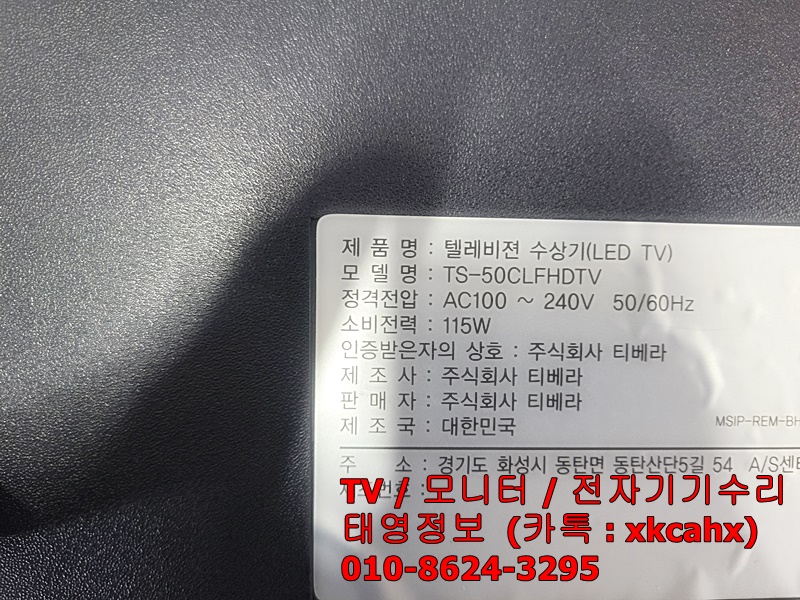 제 품 명 : 텔레비젼 수상기(LED TV)
모 델 명 : TS-50CLFHDTV
정격전압 : AC100 ~ 240V 50/60Hz
소비전력 : 115W
인증받은자의 상호 : 주식회사 티베라
제 조 사 : 주식회사 티베라
판 매 자 : 주식회사 티베라
제 조 국 : 대한민국
MSIP-REM-BH
주 소 : 경기도 화성시 동탄면 동탄산단5길 54 A/S센터
TV / 모니터 / 전자기기수리
태영정보 (카톡 : xkcahx)
010-8624-3295